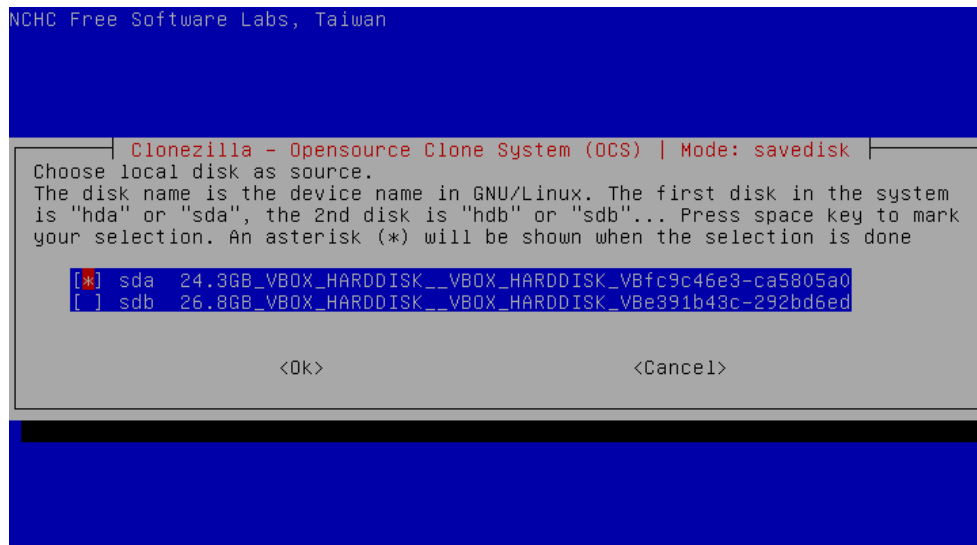 NCHC Free Software Labs, Taiwan
Clonezilla - Opensource Clone System (OCS) | Mode: savedisk
Choose local disk as source.
The disk name is the device name in GNU/Linux. The first disk in the system
is "hda" or "sda", the 2nd disk is "hdb" or "sdb"... Press space key to mark
your selection. An asterisk (*) will be shown when the selection is done
[*] sda 24.3GB_VBOX_HARDDISK__VBOX_HARDDISK_VBfc9c46e3-ca5805a0
[ ] sdb 26.8GB_VBOX_HARDDISK__VBOX_HARDDISK_VBe391b43c-292bd6ed
<Ok> <Cancel>